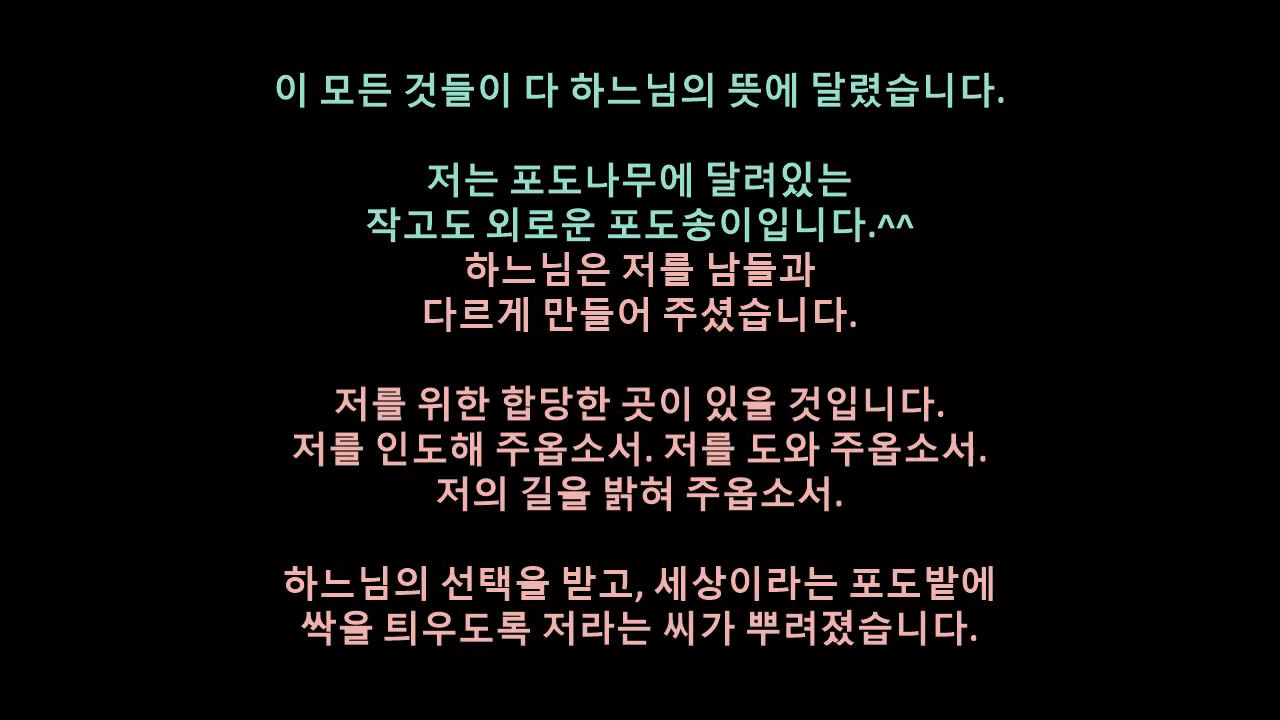 이 모든 것들이 다 하느님의 뜻에 달렸습니다.
저는 포도나무에 달려있는
작고도 외로운 포도송이입니다.^^
하느님은 저를 남들과
다르게 만들어 주셨습니다.
저를 위한 합당한 곳이 있을 것입니다.
저를 인도해 주옵소서. 저를 도와 주옵소서.
저의 길을 밝혀 주옵소서.
하느님의 선택을 받고, 세상이라는 포도밭에
싹을 틔우도록 저라는 씨가 뿌려졌습니다.